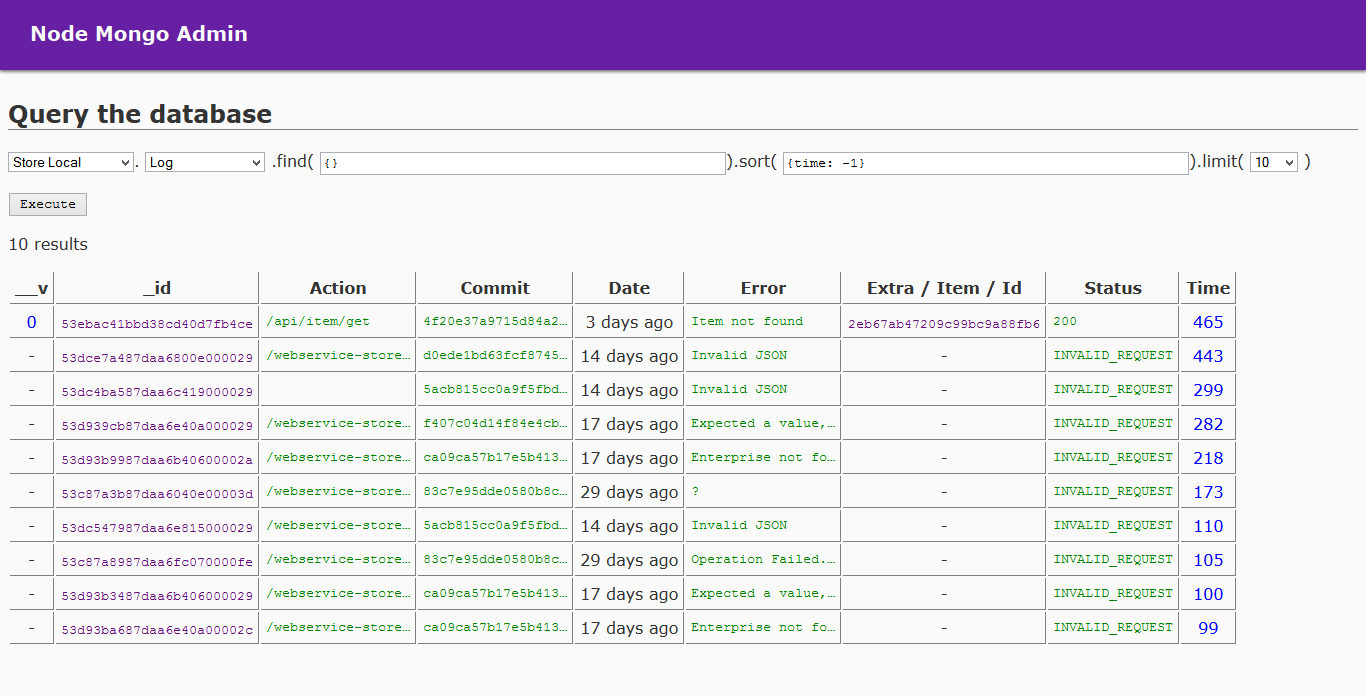 Node Mongo Admin
Query the database
Store Local . Log .find( {} ).sort( {time: -1} ).limit( 10 )
Execute
10 results
__v _id Action Commit Date Error Extra / Item / Id Status Time
0 53ebac41bbd38cd40d7fb4ce /api/item/get 4f20e37a9715d84a2… 3 days ago Item not found 2eb67ab47209c99bc9a88fb6 200 465
- 53dce7a487daa6800e000029 /webservice-store… d0ede1bd63fcf8745… 14 days ago Invalid JSON - INVALID_REQUEST 443
- 53dc4ba587daa6c419000029 5acb815cc0a9f5fbd… 14 days ago Invalid JSON - INVALID_REQUEST 299
- 53d939cb87daa6e40a000029 /webservice-store… f407c04d14f84e4cb… 17 days ago Expected a value,… - INVALID_REQUEST 282
- 53d93b9987daa6b40600002a /webservice-store… ca09ca57b17e5b413… 17 days ago Enterprise not fo… - INVALID_REQUEST 218
- 53c87a3b87daa6040e00003d /webservice-store… 83c7e95dde0580b8c… 29 days ago ? - INVALID_REQUEST 173
- 53dc547987daa6e815000029 /webservice-store… 5acb815cc0a9f5fbd… 14 days ago Invalid JSON - INVALID_REQUEST 110
- 53c87a8987daa6fc070000fe /webservice-store… 83c7e95dde0580b8c… 29 days ago Operation Failed.… - INVALID_REQUEST 105
- 53d93b3487daa6b406000029 /webservice-store… ca09ca57b17e5b413… 17 days ago Expected a value,… - INVALID_REQUEST 100
- 53d93ba687daa6e40a00002c /webservice-store… ca09ca57b17e5b413… 17 days ago Enterprise not fo… - INVALID_REQUEST 99